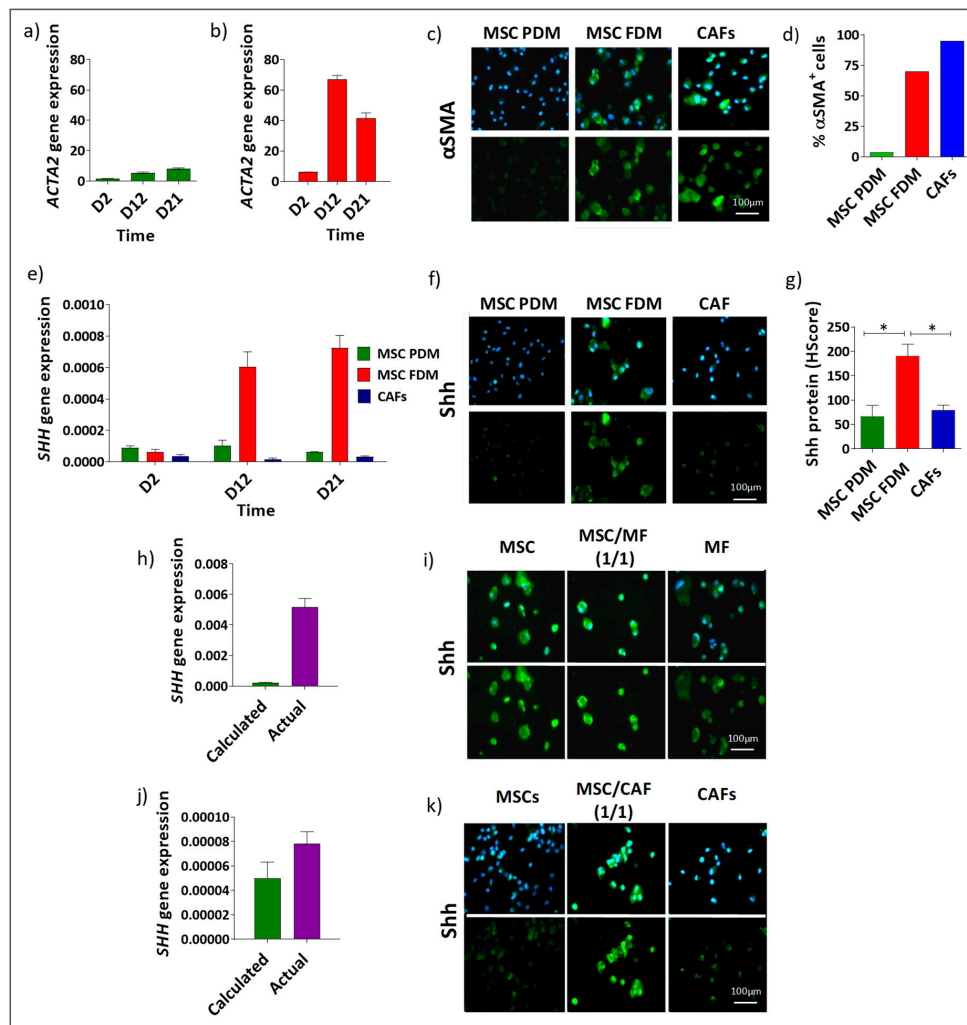 a)
ACTA2 gene expression
80
60
40
20
0
D2
D12
D21
Time
b)
ACTA2 gene expression
80
60
40
20
0
D2
D12
D21
Time
c)
MSC PDM
MSC FDM
CAFs
αSMA
100μm
d)
% αSMA+ cells
100
75
50
25
0
MSC PDM
MSC FDM
CAFs
e)
SHH gene expression
0.0010
0.0008
0.0006
0.0004
0.0002
0.0000
D2
D12
D21
Time
MSC PDM
MSC FDM
CAFs
f)
MSC PDM
MSC FDM
CAF
Shh
100μm
g)
Shh protein (HScore)
250
200
150
100
50
0
*
*
MSC PDM
MSC FDM
CAFs
h)
SHH gene expression
0.008
0.006
0.004
0.002
0.000
Calculated
Actual
i)
MSC
MSC/MF
(1/1)
MF
Shh
100μm
j)
SHH gene expression
0.00010
0.00008
0.00006
0.00004
0.00002
0.00000
Calculated
Actual
k)
MSCs
MSC/CAF
(1/1)
CAFs
Shh
100μm